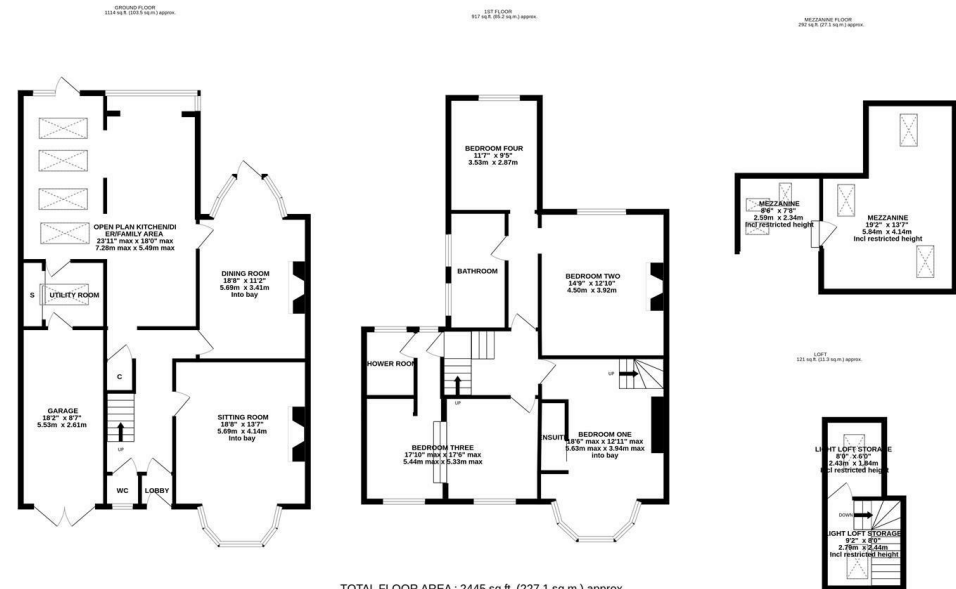 GROUND FLOOR
1114 sq.ft. (103.5 sq.m.) approx.
1ST FLOOR
917 sq.ft. (85.2 sq.m.) approx.
MEZZANINE FLOOR
292 sq.ft. (27.1 sq.m.) approx.
OPEN PLAN KITCHEN/DI
ER/FAMILY AREA
23'11" max x 18'0" max
7.28m max x 5.49m max
S
UTILITY ROOM
DINING ROOM
18'8" x 11'2"
5.69m x 3.41m
Into bay
C
GARAGE
18'2" x 8'7"
5.53m x 2.61m
UP
SITTING ROOM
18'8" x 13'7"
5.69m x 4.14m
Into bay
WC
LOBBY
BEDROOM FOUR
11'7" x 9'5"
3.53m x 2.87m
BATHROOM
BEDROOM TWO
14'9" x 12'10"
4.50m x 3.92m
HOWER ROOM
UP
UP
BEDROOM THREE
17'10" max x 17'6" max
5.44m max x 5.33m max
ENSUITE
BEDROOM ONE
18'6" max x 12'11" max
5.63m max x 3.94m max
into bay
MEZZANINE
8'6" x 7'8"
2.59m x 2.34m
Incl restricted height
MEZZANINE
19'2" x 13'7"
5.84m x 4.14m
Incl restricted height
LOFT
121 sq.ft. (11.3 sq.m.) approx.
LIGHT LOFT STORAGE
8'0" x 6'0"
2.43m x 1.84m
Incl restricted height
DOWN
LIGHT LOFT STORAGE
9'2" x 8'0"
2.79m x 2.44m
Incl restricted height
TOTAL FLOOR AREA : 2445 sq.ft. (227.1 sq.m.) approx.